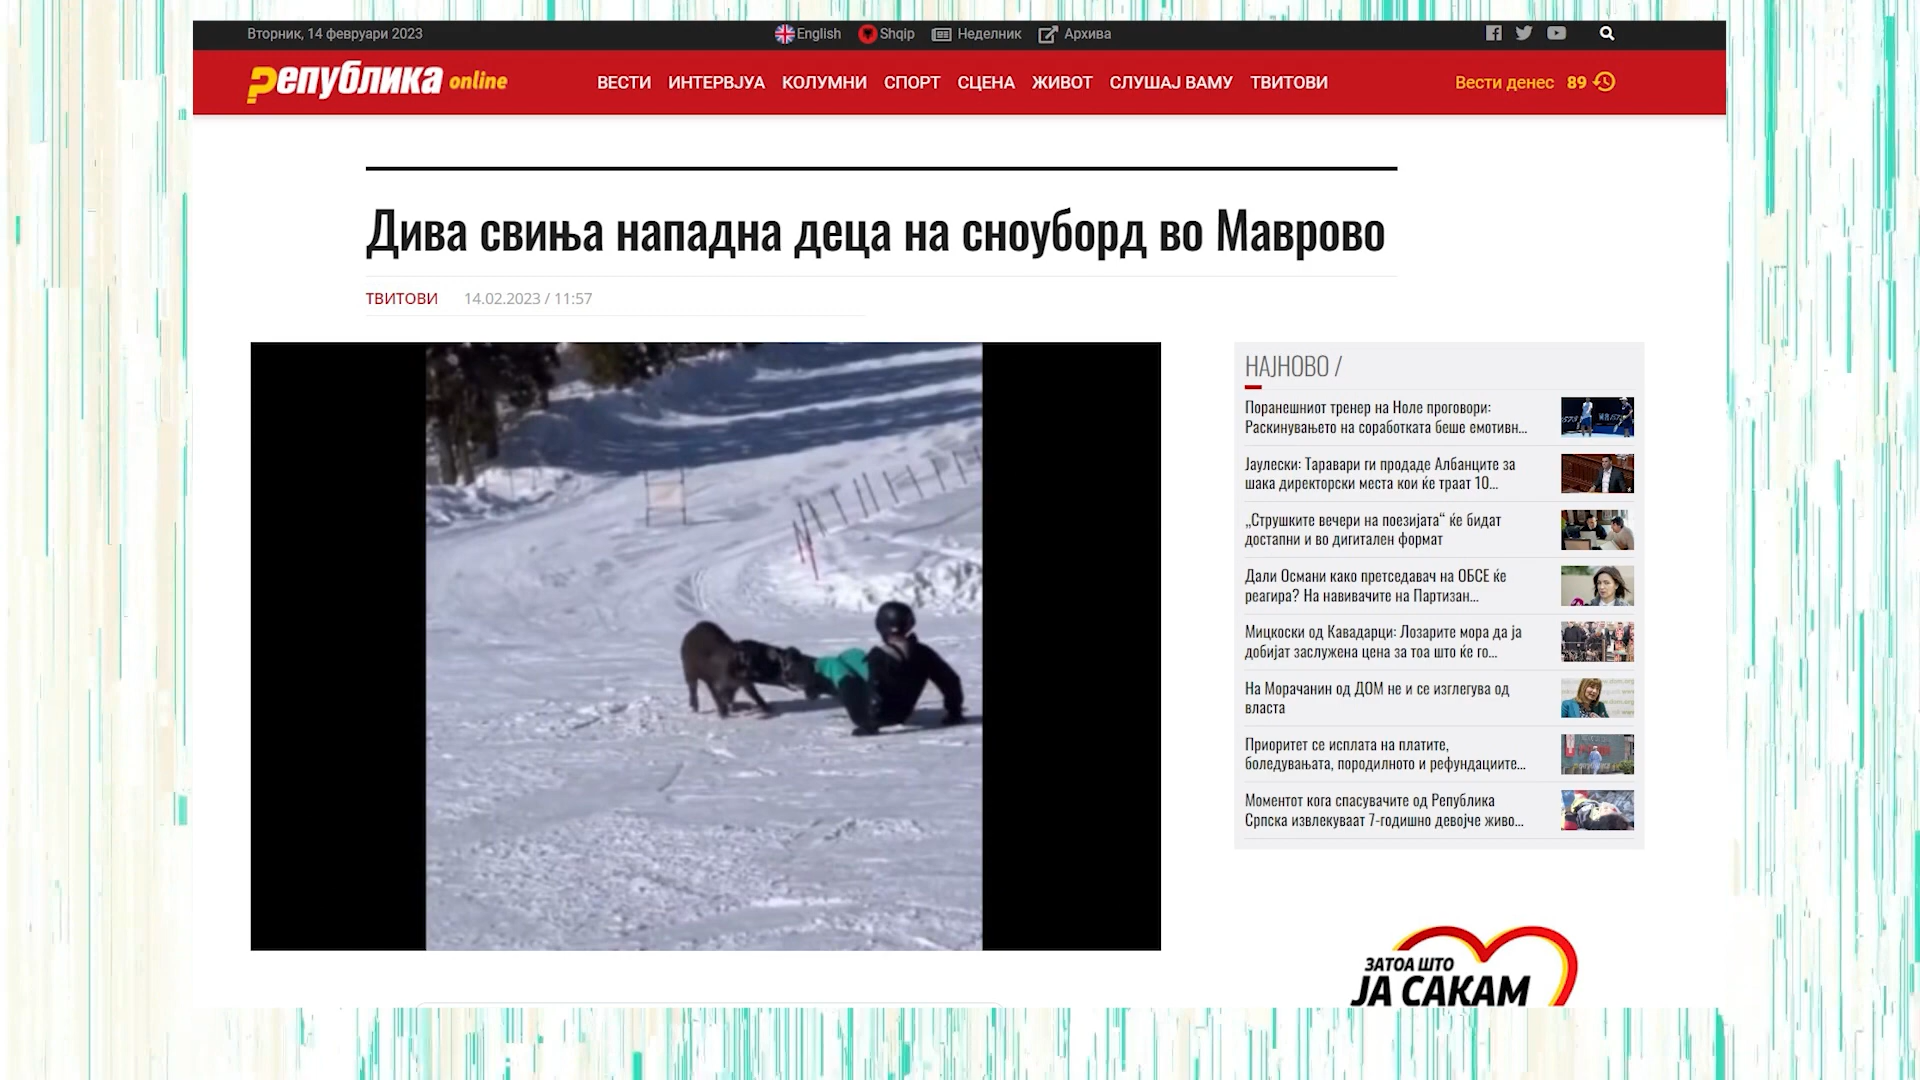 Вторник, 14 февруари 2023
English Shqip Неделник Архива
Република online
ВЕСТИ ИНТЕРВЈУА КОЛУМНИ СПОРТ СЦЕНА ЖИВОТ СЛУШАЈ ВАМУ ТВИТОВИ
Вести денес 89
Дива свиња нападна деца на сноуборд во Маврово
ТВИТОВИ 14.02.2023 / 11:57
НАЈНОВО /
Поранешниот тренер на Ноле проговори:
Раскинувањето на соработката беше емотивн...
Јаулески: Таравари ги продаде Албанците за
шака директорски места кои ќе траат 10...
„Струшките вечери на поезијата“ ќе бидат
достапни и во дигитален формат
Дали Османи како претседавач на ОБСЕ ќе
реагира? На навивачите на Партизан...
Мицкоски од Кавадарци: Лозарите мора да ја
добијат заслужена цена за тоа што ќе го...
На Морачанин од ДОМ не и се изглегува од
власта
Приоритет се исплата на платите,
боледувањата, породилното и рефундациите...
Моментот кога спасувачите од Република
Српска извлекуваат 7-годишно девојче живо...
ЗАТОА ШТО
ЈА САКАМ